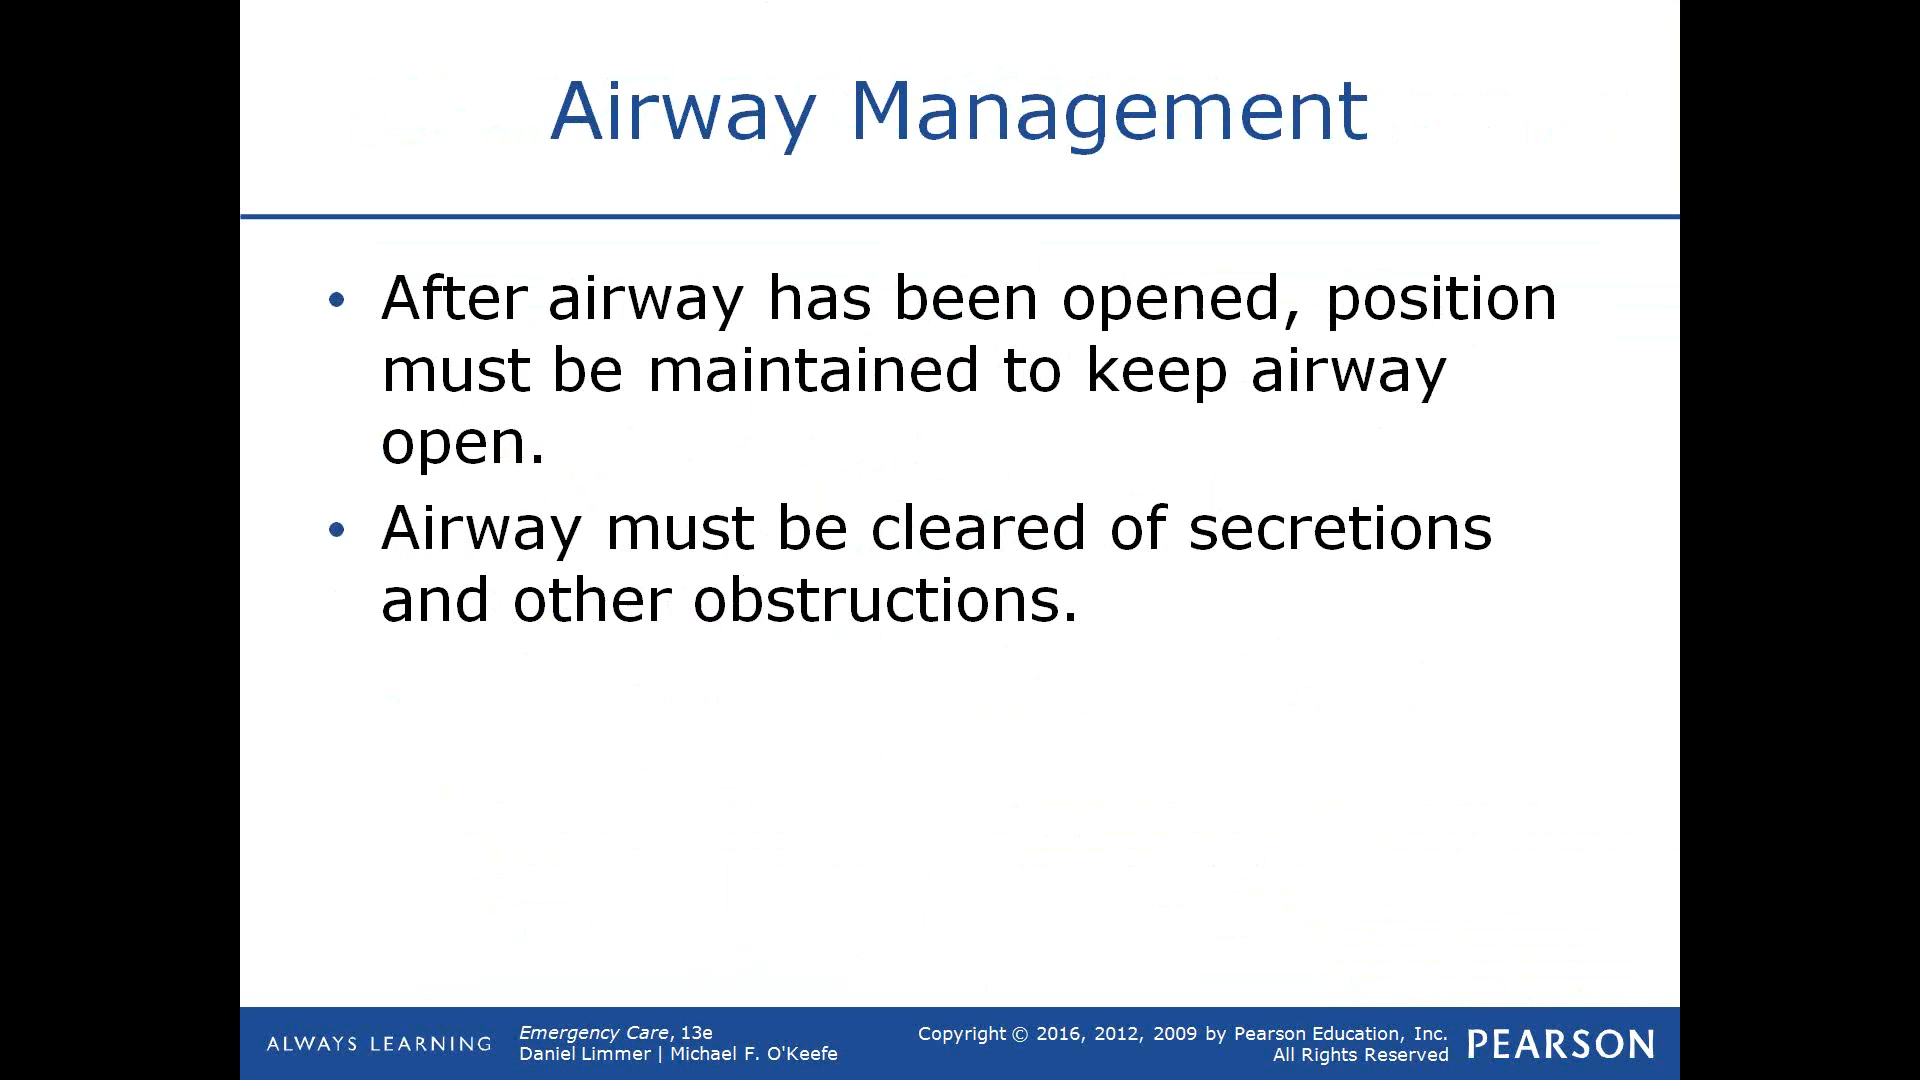 Airway Management
• After airway has been opened, position
must be maintained to keep airway
open.
• Airway must be cleared of secretions
and other obstructions.
ALWAYS LEARNING
Emergency Care, 13e
Daniel Limmer | Michael F. O'Keefe
Copyright © 2016, 2012, 2009 by Pearson Education, Inc.
All Rights Reserved
PEARSON